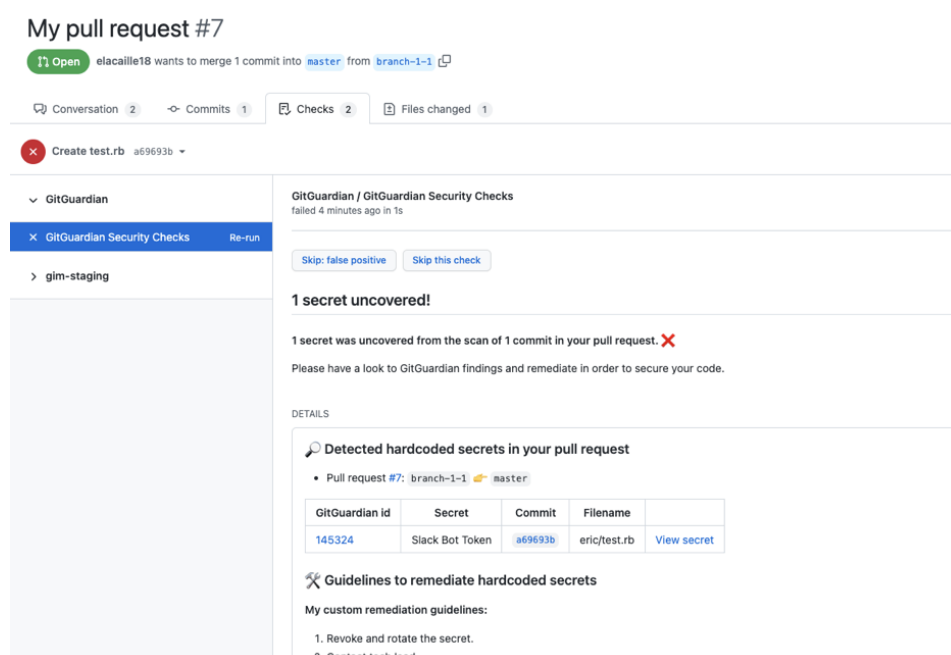 My pull request #7
Open elacaille18 wants to merge 1 commit into master from branch-1-1
Conversation 2 Commits 1 Checks 2 Files changed 1
Create test.rb a69693b
GitGuardian
GitGuardian Security Checks Re-run
gim-staging
GitGuardian / GitGuardian Security Checks
failed 4 minutes ago in 1s
Skip: false positive Skip this check
1 secret uncovered!
1 secret was uncovered from the scan of 1 commit in your pull request. ❌
Please have a look to GitGuardian findings and remediate in order to secure your code.
DETAILS
🔎 Detected hardcoded secrets in your pull request
• Pull request #7: branch-1-1 👉 master
GitGuardian id Secret Commit Filename
145324 Slack Bot Token a69693b eric/test.rb View secret
🛠 Guidelines to remediate hardcoded secrets
My custom remediation guidelines:
1. Revoke and rotate the secret.